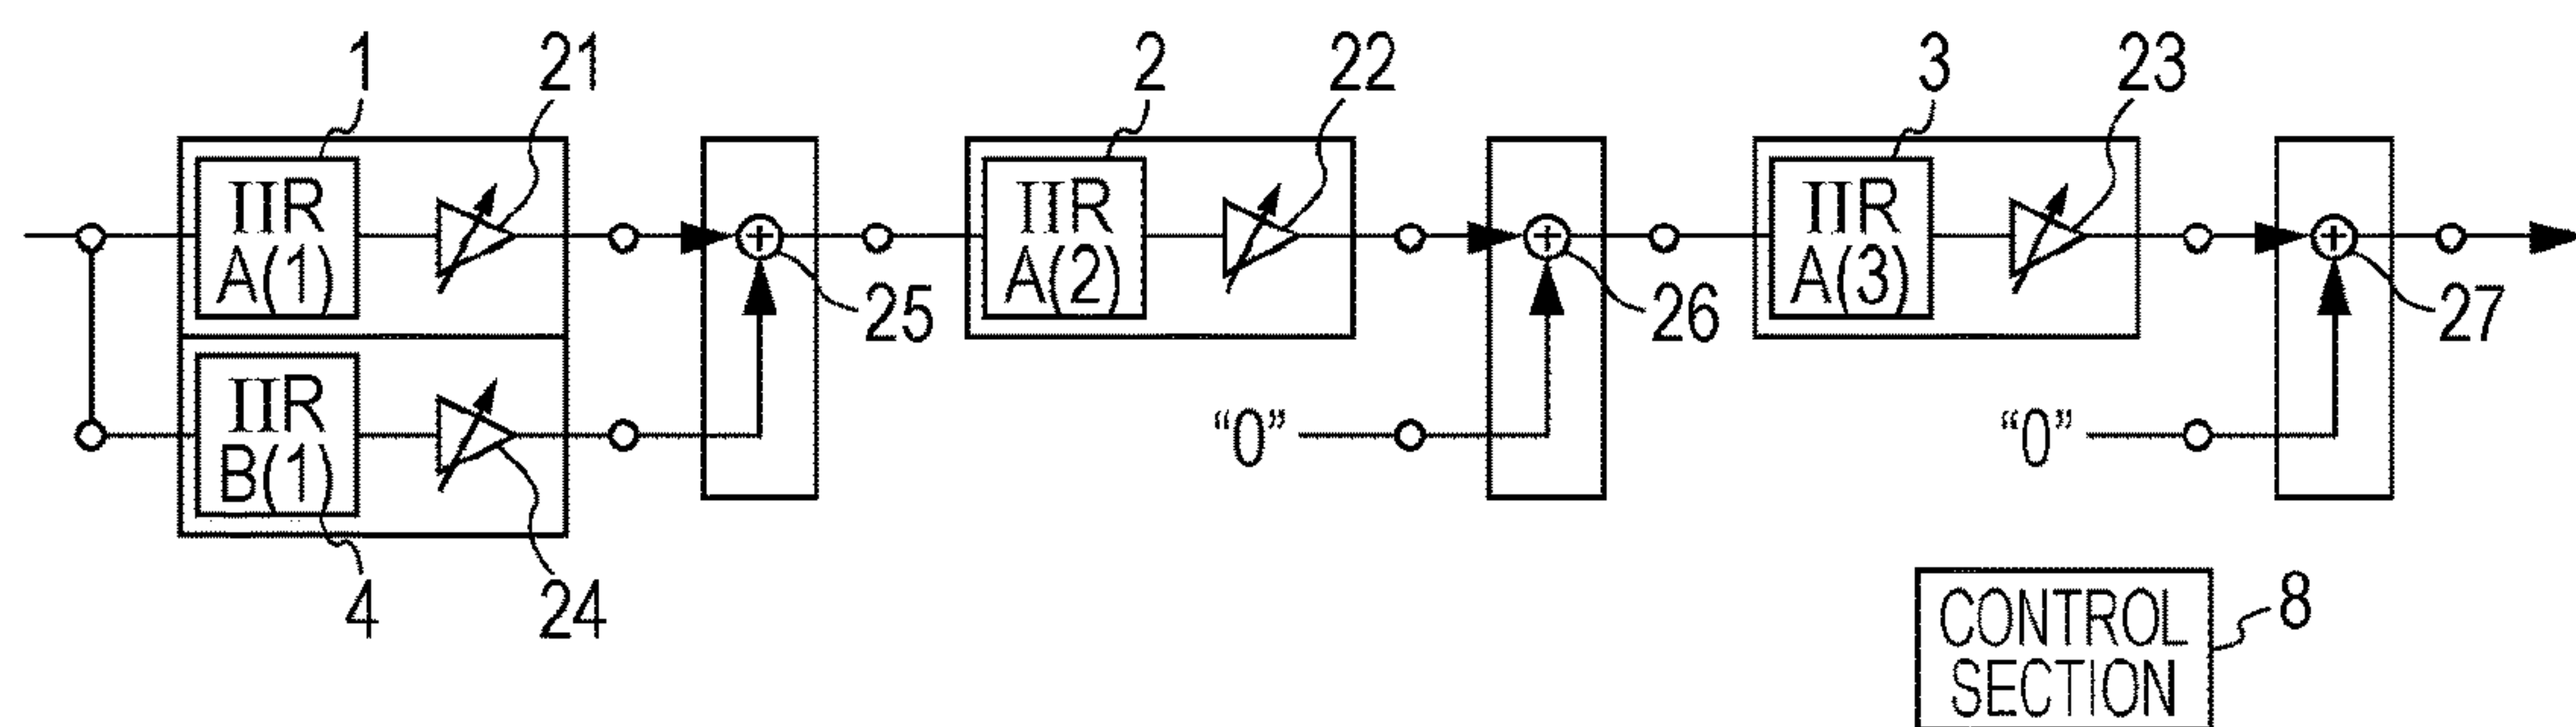 1
21
2
22
3
23
IIR
A(1)
IIR
A(2)
IIR
A(3)
25
26
27
IIR
B(1)
"0"
"0"
4
24
CONTROL
SECTION
8